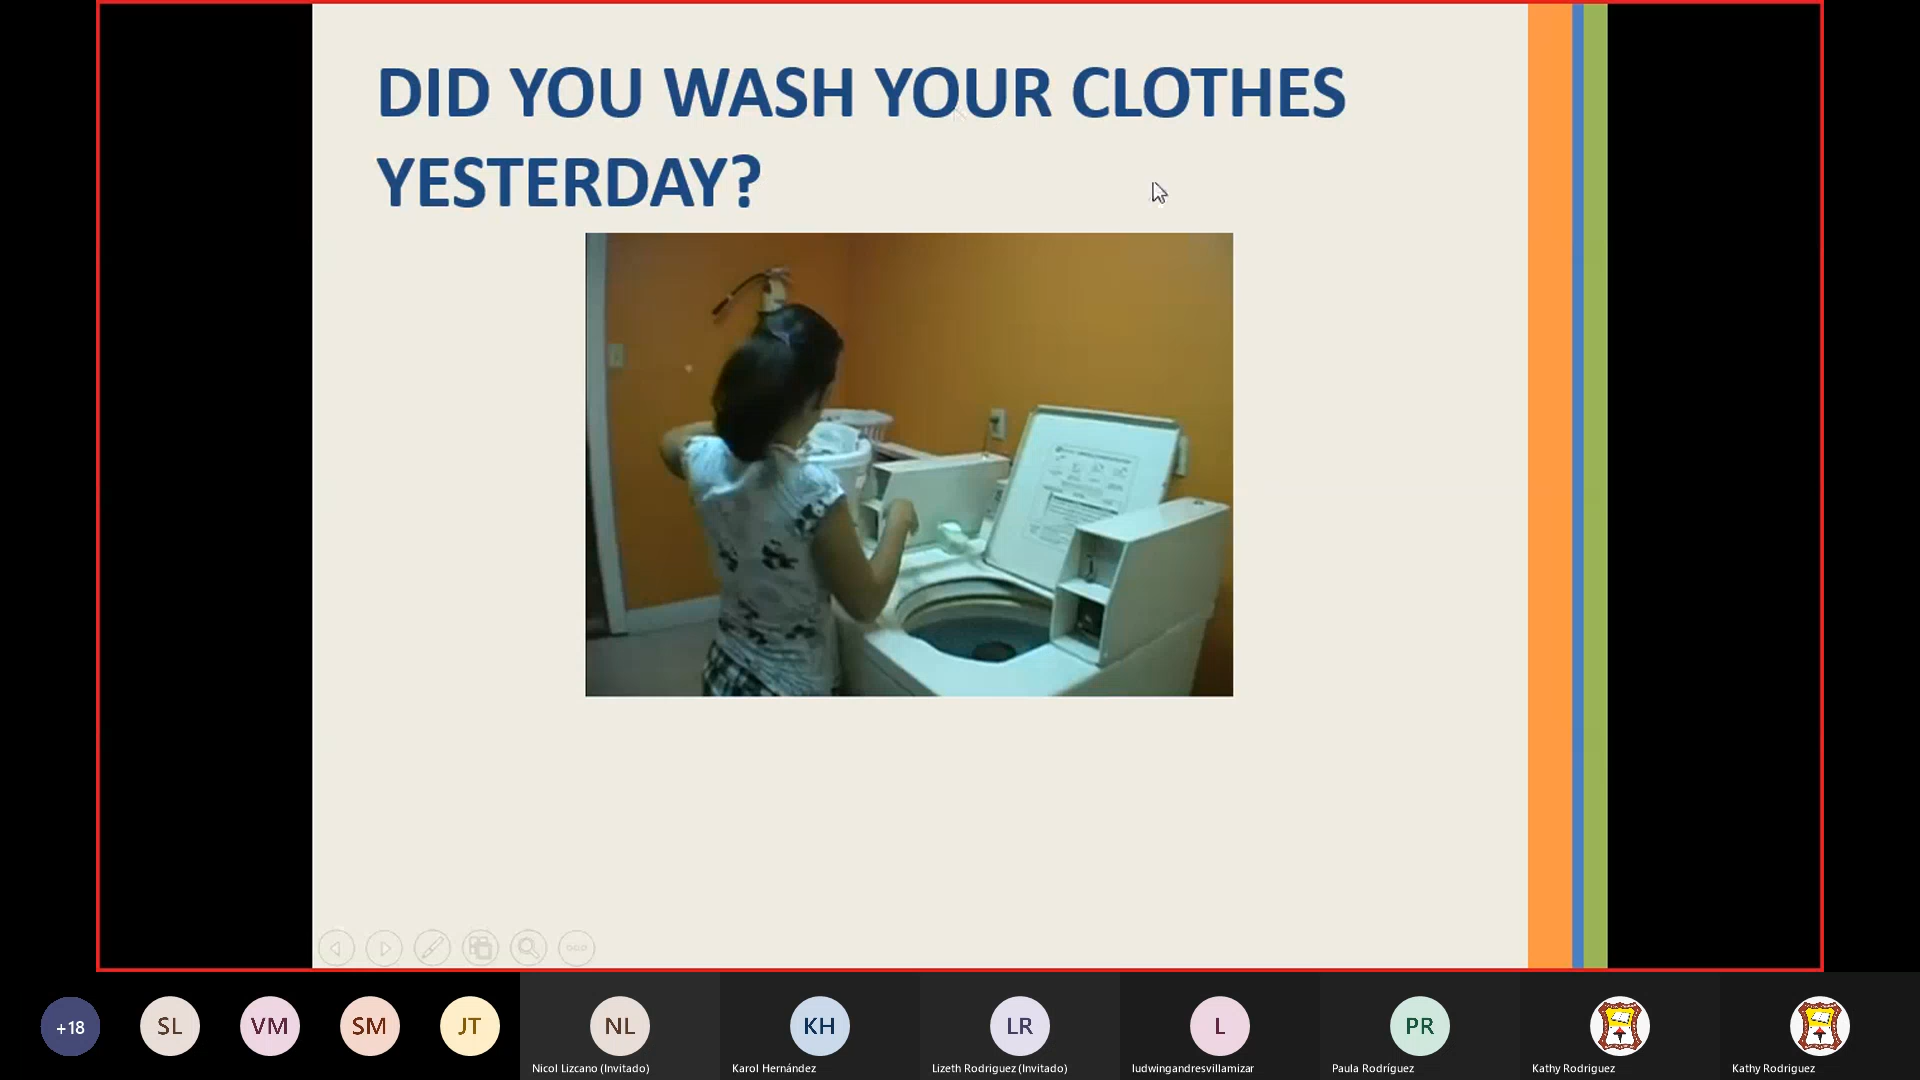 DID YOU WASH YOUR CLOTHES
YESTERDAY?
+18
SL
VM
SM
JT
NL
KH
LR
L
PR
Nicol Lizcano (Invitado)
Karol Hernández
Lizeth Rodriguez (Invitado)
ludwingandresvillamizar
Paula Rodríguez
Kathy Rodriguez
Kathy Rodriguez